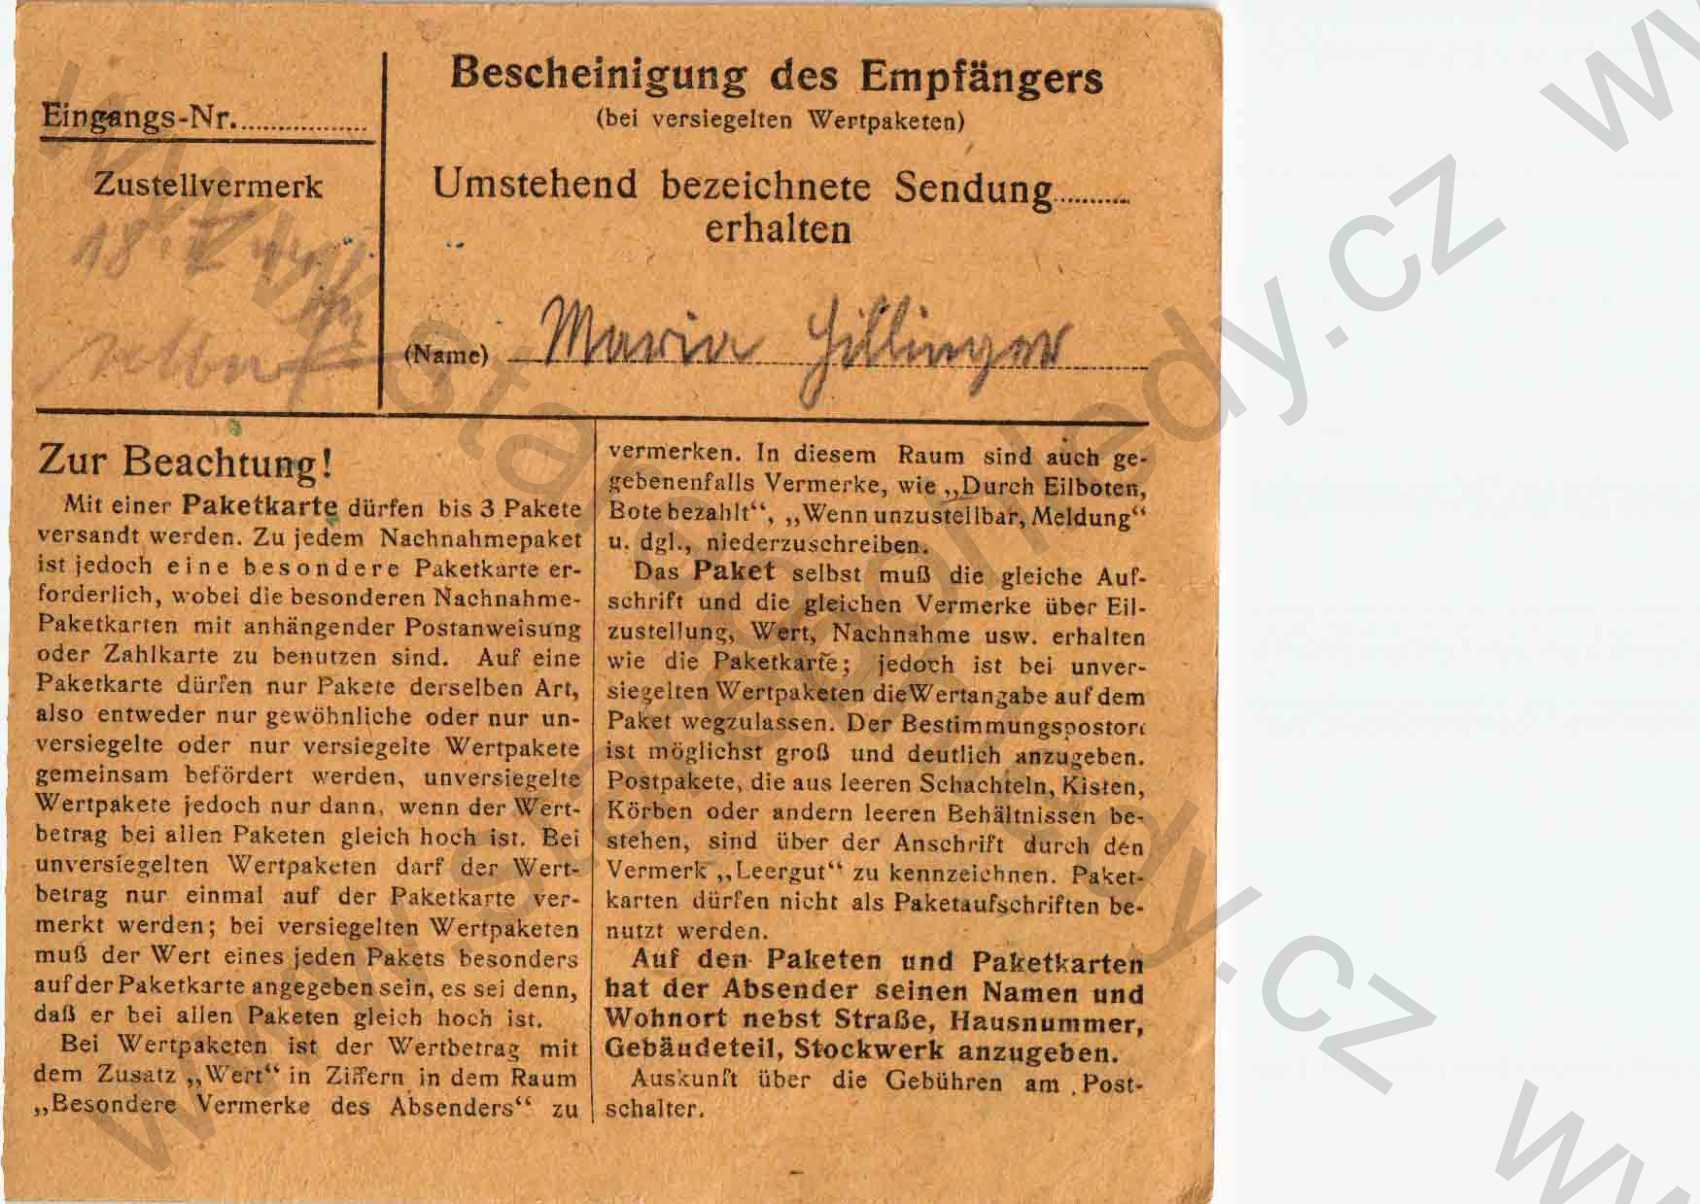 Eingangs-Nr.
Zustellvermerk
18.
Bescheinigung des Empfängers
(bei versiegelten Wertpaketen)
Umstehend bezeichnete Sendung
erhalten
(Name) Maria Hillinger
Zur Beachtung!
Mit einer Paketkarte dürfen bis 3 Pakete
versandt werden. Zu jedem Nachnahmepaket
ist jedoch eine besondere Paketkarte er-
forderlich, wobei die besonderen Nachnahme-
Paketkarten mit anhängender Postanweisung
oder Zahlkarte zu benutzen sind. Auf eine
Paketkarte dürfen nur Pakete derselben Art,
also entweder nur gewöhnliche oder nur un-
versiegelte oder nur versiegelte Wertpakete
gemeinsam befördert werden, unversiegelte
Wertpakete jedoch nur dann, wenn der Wert-
betrag bei allen Paketen gleich hoch ist. Bei
unversiegelten Wertpaketen darf der Wert-
betrag nur einmal auf der Paketkarte ver-
merkt werden; bei versiegelten Wertpaketen
muß der Wert eines jeden Pakets besonders
auf der Paketkarte angegeben sein, es sei denn,
daß er bei allen Paketen gleich hoch ist.
Bei Wertpaketen ist der Wertbetrag mit
dem Zusatz „Wert“ in Ziffern in dem Raum
„Besondere Vermerke des Absenders“ zu
vermerken. In diesem Raum sind auch ge-
gebenenfalls Vermerke, wie „Durch Eilboten,
Bote bezahlt“, „Wenn unzustellbar, Meldung“
u. dgl., niederzuschreiben.
Das Paket selbst muß die gleiche Auf-
schrift und die gleichen Vermerke über Eil-
zustellung, Wert, Nachnahme usw. erhalten
wie die Paketkarte; jedoch ist bei unver-
siegelten Wertpaketen die Wertangabe auf dem
Paket wegzulassen. Der Bestimmungspostort
ist möglichst groß und deutlich anzugeben.
Postpakete, die aus leeren Schachteln, Kisten,
Körben oder andern leeren Behältnissen be-
stehen, sind über der Anschrift durch den
Vermerk „Leergut“ zu kennzeichnen. Paket-
karten dürfen nicht als Paketaufschriften be-
nutzt werden.
Auf den Paketen und Paketkarten
hat der Absender seinen Namen und
Wohnort nebst Straße, Hausnummer,
Gebäudeteil, Stockwerk anzugeben.
Auskunft über die Gebühren am Post-
schalter.